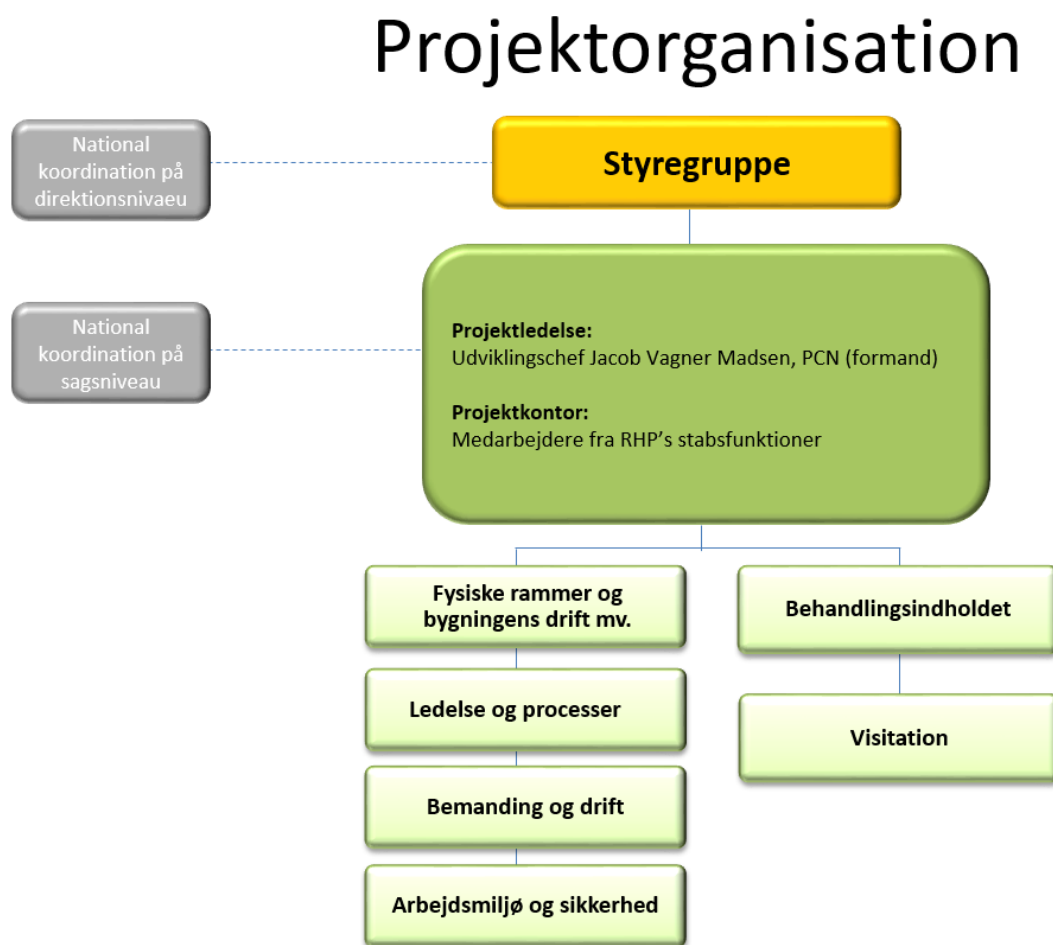 Projektorganisation
National
koordination på
direktionsnivaeu
Styregruppe
National
koordination på
sagsniveau
Projektledelse:
Udviklingschef Jacob Vagner Madsen, PCN (formand)
Projektkontor:
Medarbejdere fra RHP's stabsfunktioner
Fysiske rammer og
bygningens drift mv.
Ledelse og processer
Bemanding og drift
Arbejdsmiljø og sikkerhed
Behandlingsindholdet
Visitation